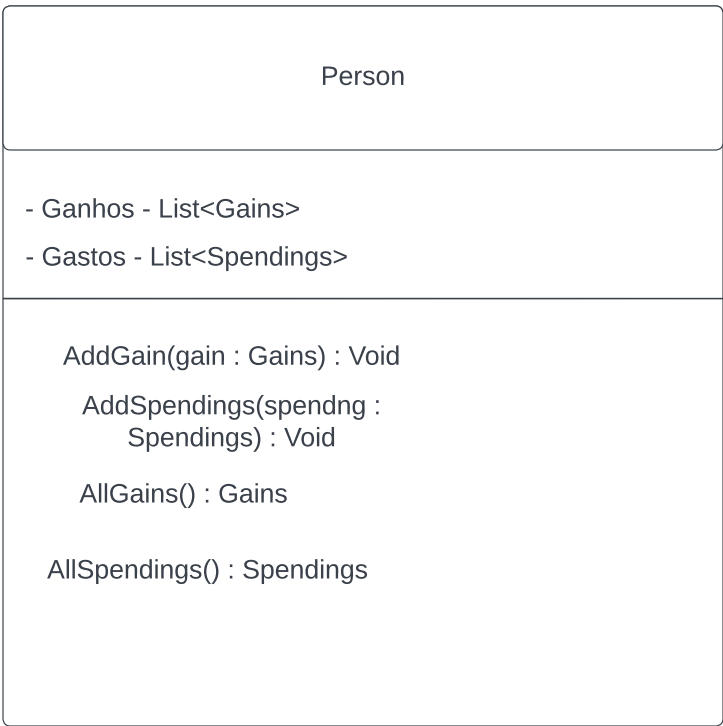 Person
- Ganhos - List<Gains>
- Gastos - List<Spendings>
AddGain(gain : Gains) : Void
AddSpendings(spendng :
Spendings) : Void
AllGains() : Gains
AllSpendings() : Spendings